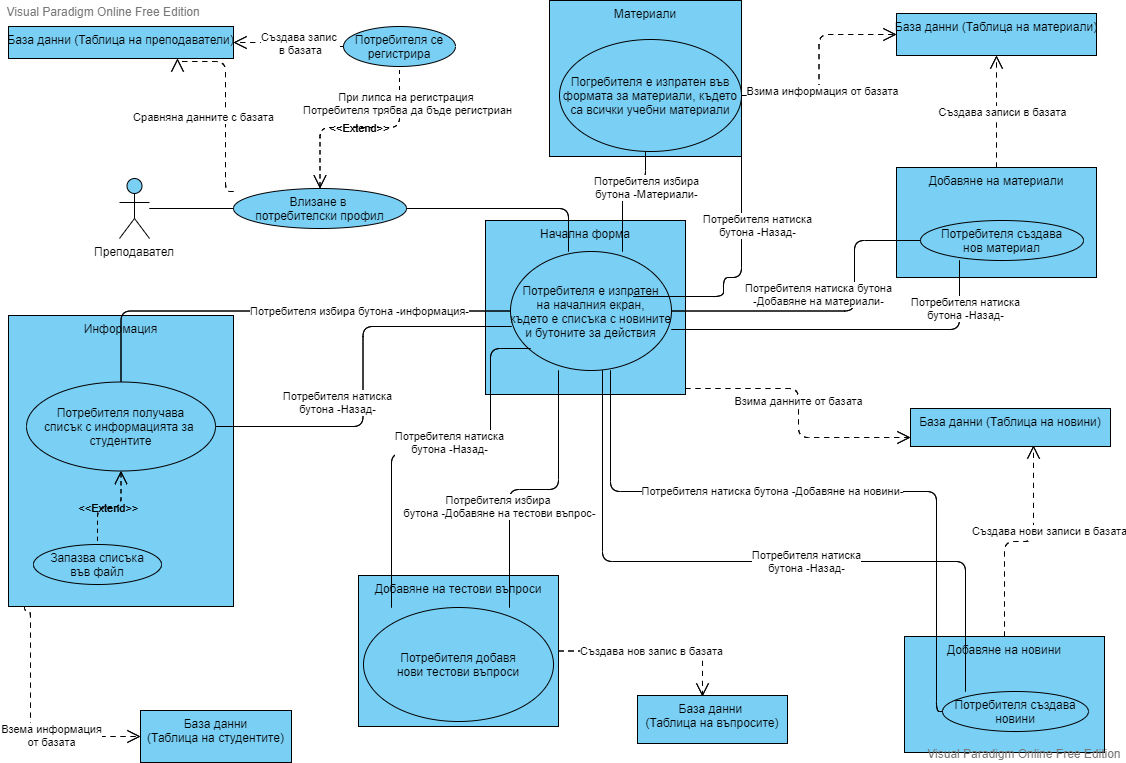 Visual Paradigm Online Free Edition
База данни (Таблица на преподаватели)
Създава запис
в базата
Потребителя се
регистрира
При липса на регистрация
Потребителя трябва да бъде регистриан
<<Extend>>
Сравняна данните с базата
Влизане в
потребителски профил
Преподавател
Материали
Погребителя е изпратен във
формата за материали, където
са всички учебни материали
Взима информация от базата
База данни (Таблица на материали)
Създава записи в базата
Добавяне на материали
Потребителя създава
нов материал
Потребителя избира
бутона -Материали-
Потребителя натиска
бутона -Назад-
Начална форма
Потребителя е изпратен
на началния екран,
където е списъка с новините
и бутоните за действия
Потребителя натиска бутона
-Добавяне на материали-
Потребителя натиска
бутона -Назад-
Потребителя избира бутона -информация-
Информация
Потребителя получава
списък с информацията за
студентите
<<Extend>>
Запазва списъка
във файл
Потребителя натиска
бутона -Назад-
Потребителя натиска
бутона -Назад-
Взима данните от базата
База данни (Таблица на новини)
Потребителя избира
бутона -Добавяне на тестови въпрос-
Потребителя натиска бутона -Добавяне на новини-
Създава нови записи в базата
Потребителя натиска
бутона -Назад-
Добавяне на тестови въпроси
Потребителя добавя
нови тестови въпроси
Създава нов запис в базата
База данни
(Таблица на въпросите)
Добавяне на новини
Потребителя създава
новини
Взема информация
от базата
База данни
(Таблица на студентите)
Visual Paradigm Online Free Edition